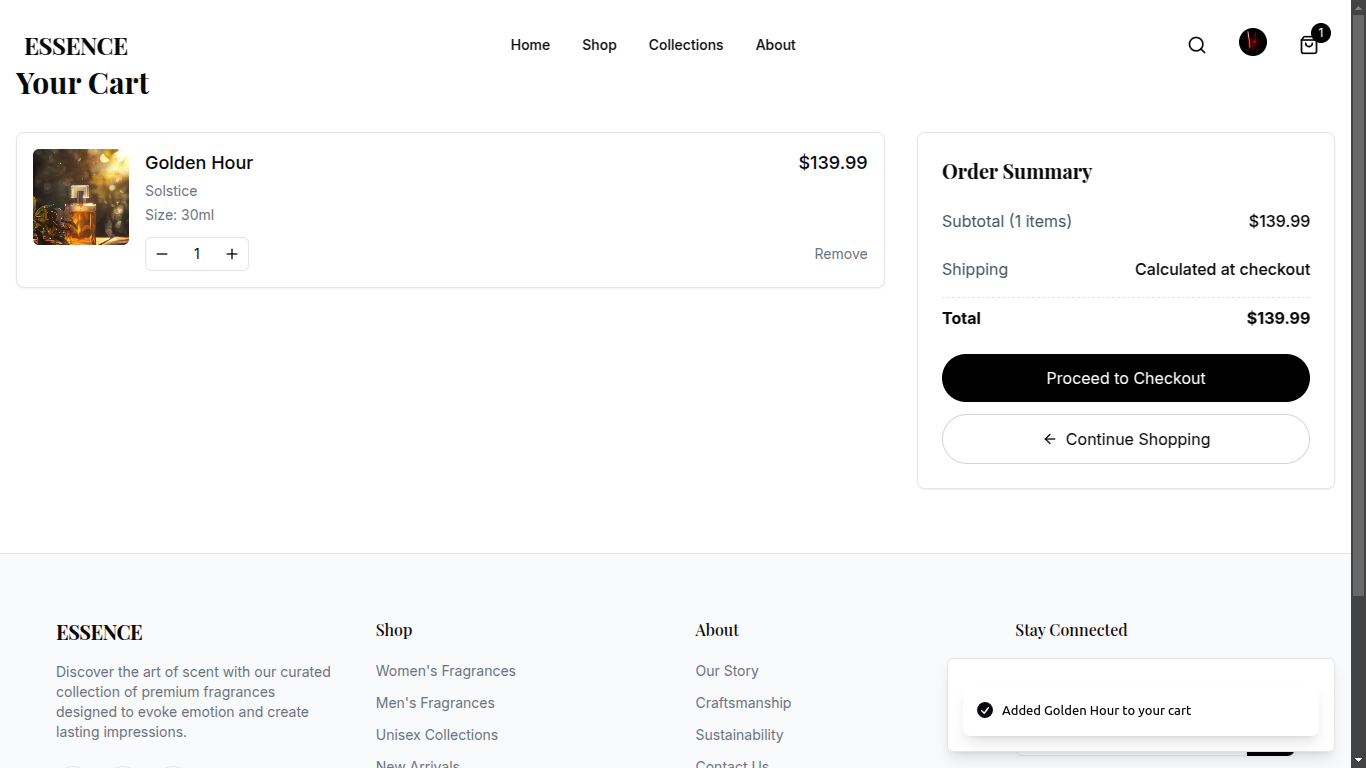 ESSENCE
Home Shop Collections About
1
Your Cart
Golden Hour $139.99
Solstice
Size: 30ml
1
Remove
Order Summary
Subtotal (1 items) $139.99
Shipping Calculated at checkout
Total $139.99
Proceed to Checkout
Continue Shopping
ESSENCE
Discover the art of scent with our curated
collection of premium fragrances
designed to evoke emotion and create
lasting impressions.
Shop
Women's Fragrances
Men's Fragrances
Unisex Collections
New Arrivals
About
Our Story
Craftsmanship
Sustainability
Contact Us
Stay Connected
Added Golden Hour to your cart